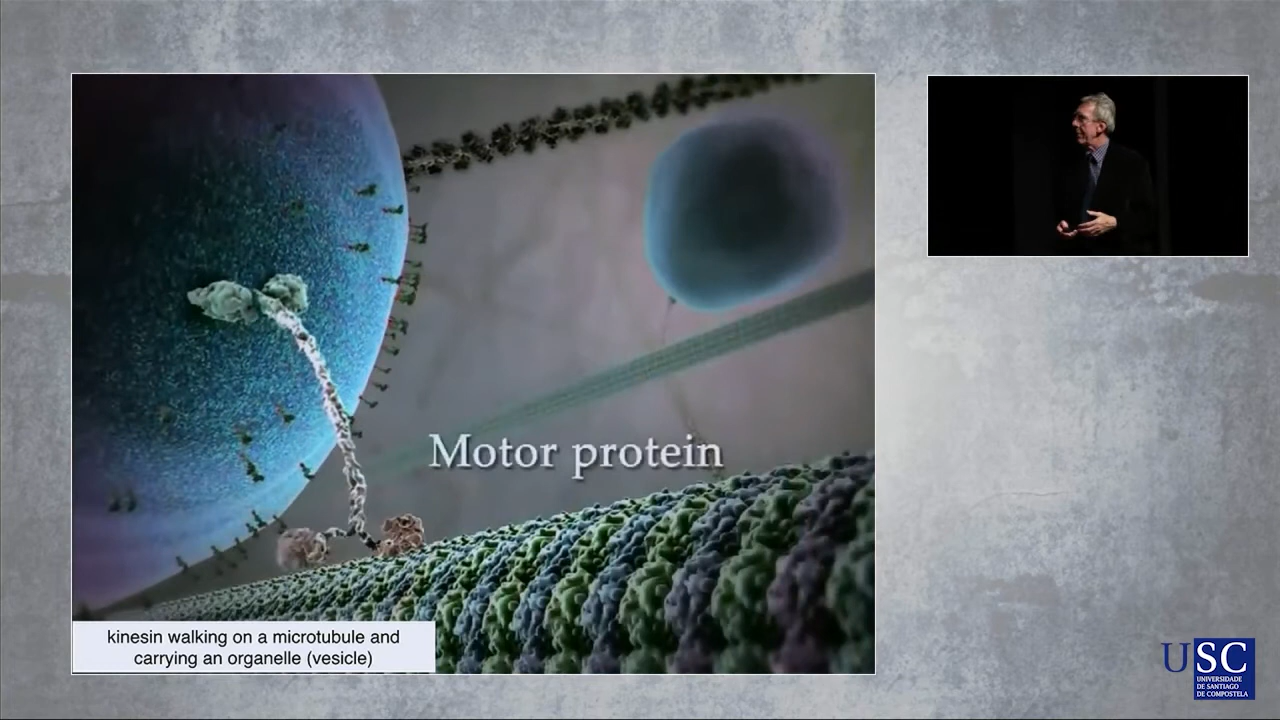 Motor protein
kinesin walking on a microtubule and
carrying an organelle (vesicle)
USC
UNIVERSIDADE
DE SANTIAGO
DE COMPOSTELA